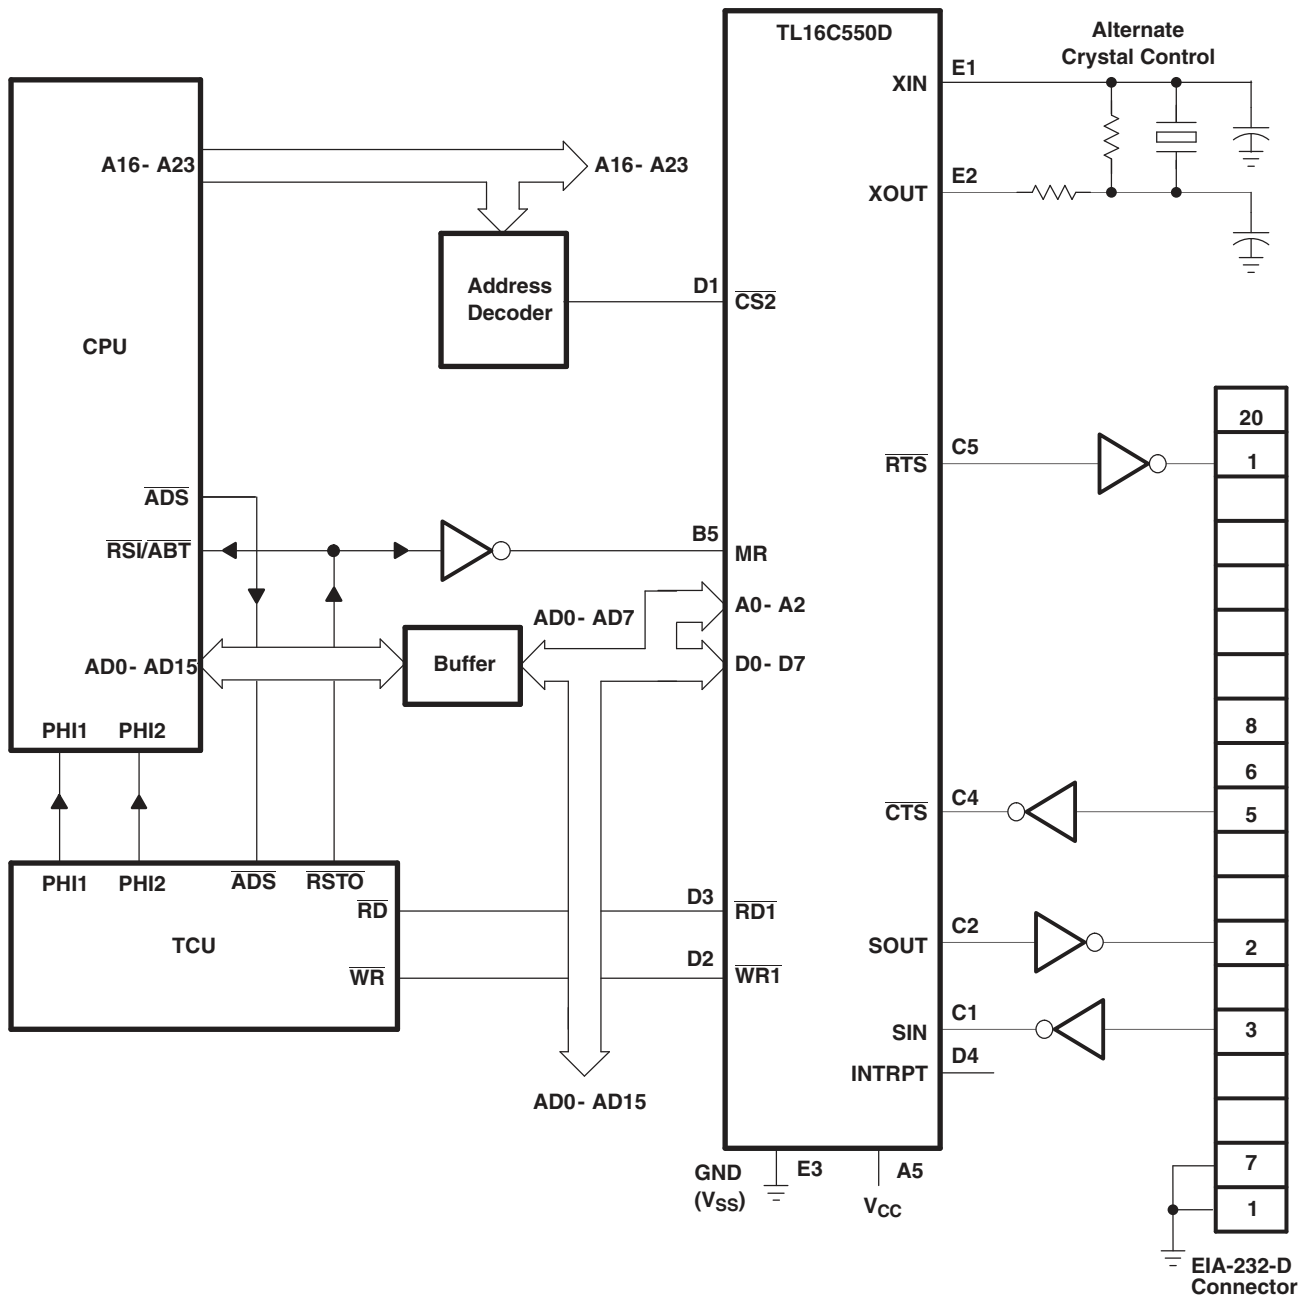 TL16C550D
Alternate
Crystal Control
XIN
E1
A16- A23
A16- A23
XOUT
E2
Address
Decoder
D1
CS2
CPU
20
RTS
C5
1
ADS
RSI/ABT
B5
MR
AD0- AD7
A0- A2
AD0- AD15
Buffer
D0- D7
PHI1
PHI2
8
6
CTS
C4
5
PHI1
PHI2
ADS
RSTO
RD
D3
RD1
TCU
SOUT
C2
2
WR
D2
WR1
SIN
C1
3
D4
INTRPT
AD0- AD15
GND
(VSS)
E3
A5
VCC
7
1
EIA-232-D
Connector